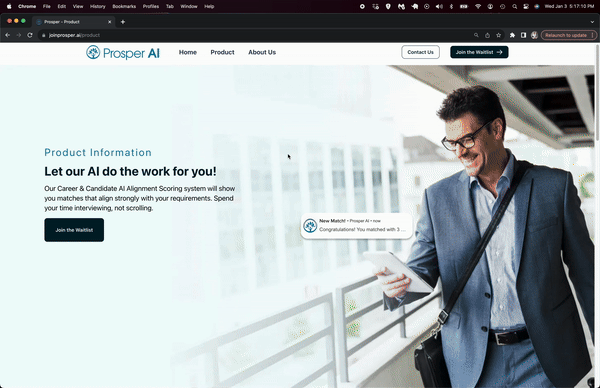 Chrome File Edit View History Bookmarks Profiles Tab Window Help
Wed Jan 3 5:17:10 PM
Prosper - Product
joinprosper.ai/product
Relaunch to update
Prosper AI
Home Product About Us
Contact Us
Join the Waitlist
Product Information
Let our AI do the work for you!
Our Career & Candidate AI Alignment Scoring system will show
you matches that align strongly with your requirements. Spend
your time interviewing, not scrolling.
Join the Waitlist
New Match! • Prosper AI • now
Congratulations! You matched with 3 ...